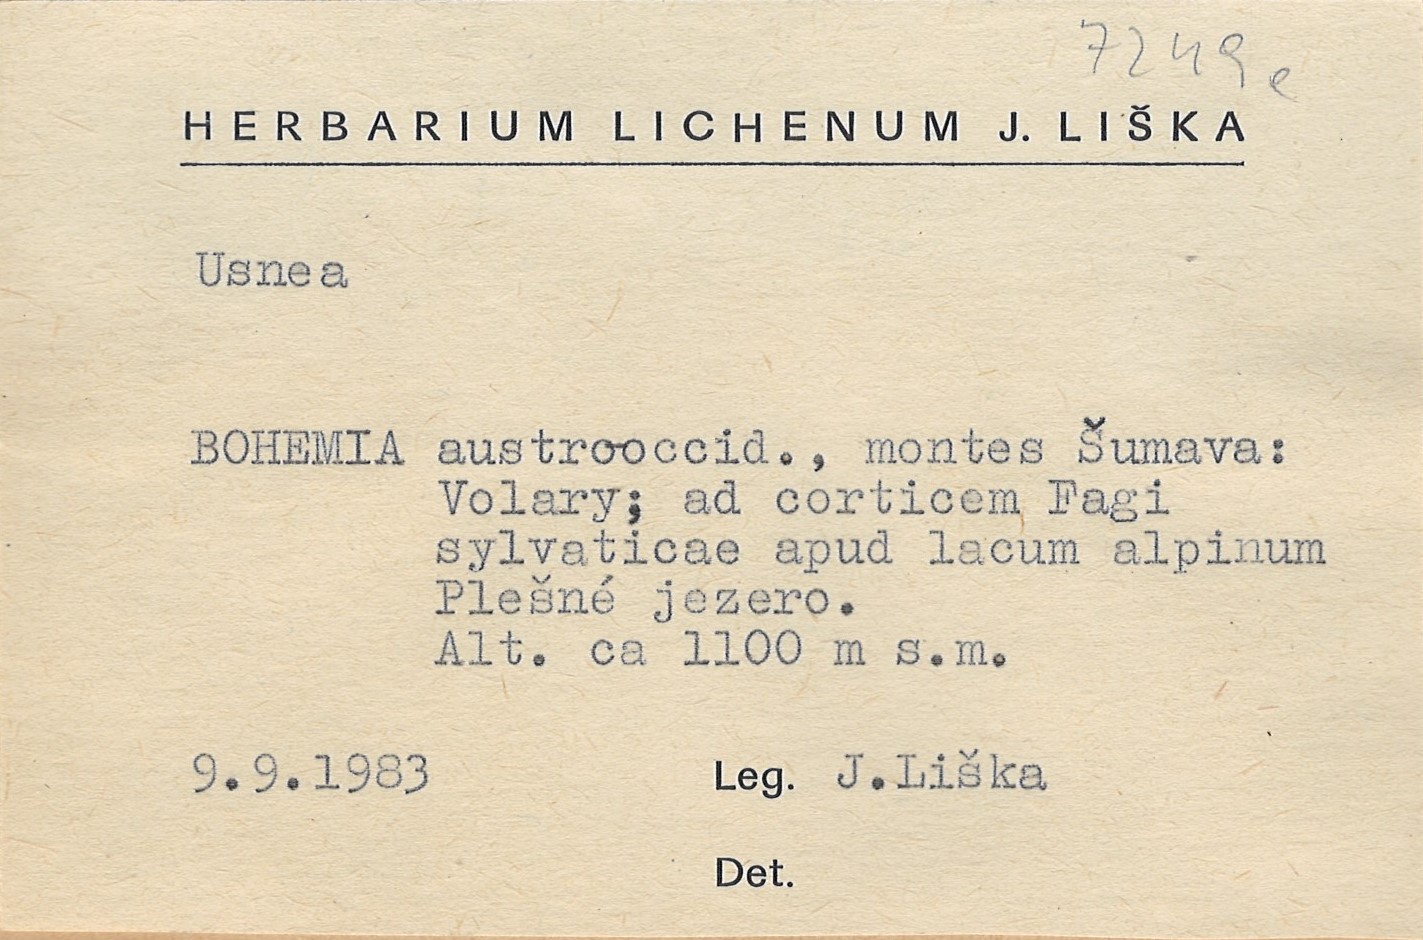 7249e
HERBARIUM LICHENUM J. LIŠKA
Usnea
BOHEMIA austrooccid., montes Šumava:
Volary; ad corticem Fagi
sylvaticae apud lacum alpinum
Plešné jezero.
Alt. ca 1100 m s.m.
9.9.1983 Leg. J.Liška
Det.